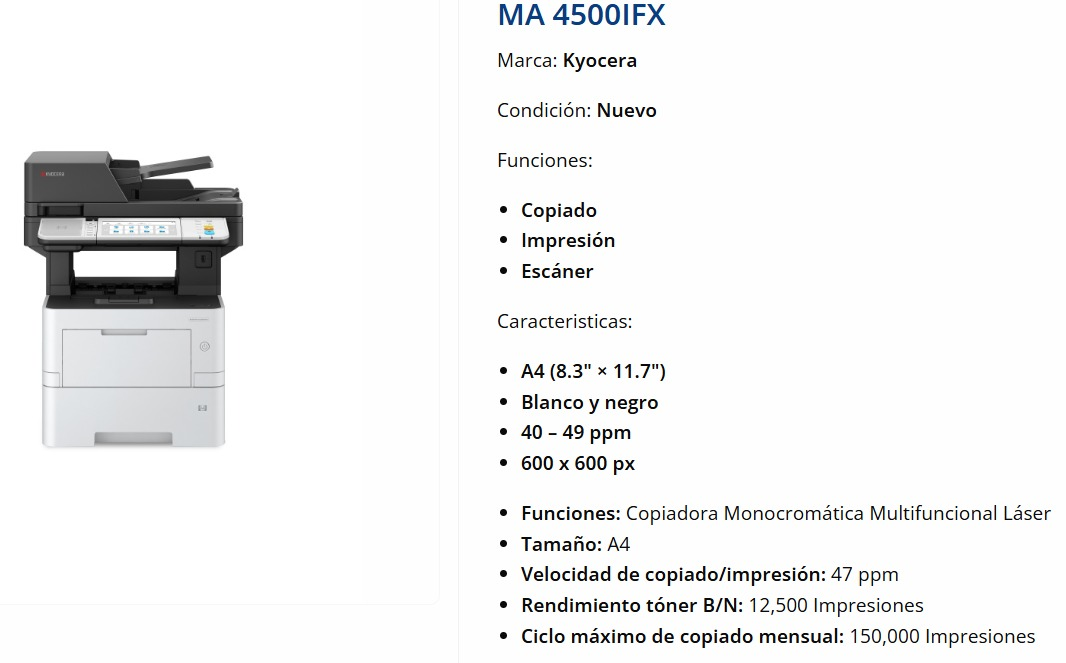 MA 4500IFX
Marca: Kyocera
Condición: Nuevo
KYOCERA
Funciones:
• Copiado
• Impresión
• Escáner
Caracteristicas:
• A4 (8.3" × 11.7")
• Blanco y negro
• 40 – 49 ppm
• 600 x 600 px
• Funciones: Copiadora Monocromática Multifuncional Láser
• Tamaño: A4
• Velocidad de copiado/impresión: 47 ppm
• Rendimiento tóner B/N: 12,500 Impresiones
• Ciclo máximo de copiado mensual: 150,000 Impresiones